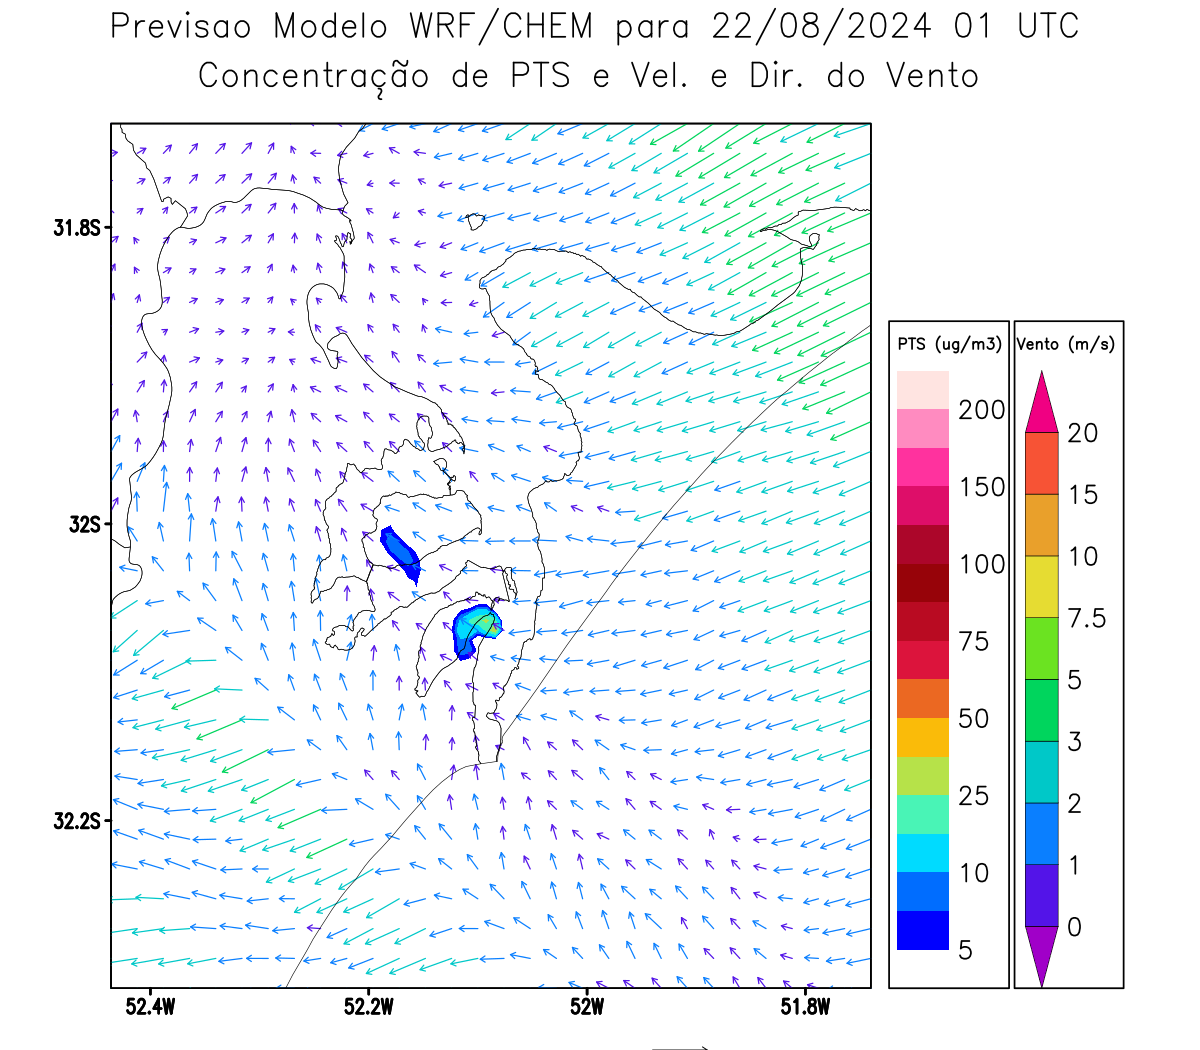 Previsao Modelo WRF/CHEM para 22/08/2024 01 UTC
Concentração de PTS e Vel. e Dir. do Vento
31.8S
32S
32.2S
52.4W
52.2W
52W
51.8W
PTS (ug/m3)
200
150
100
75
50
25
10
5
Vento (m/s)
20
15
10
7.5
5
3
2
1
0